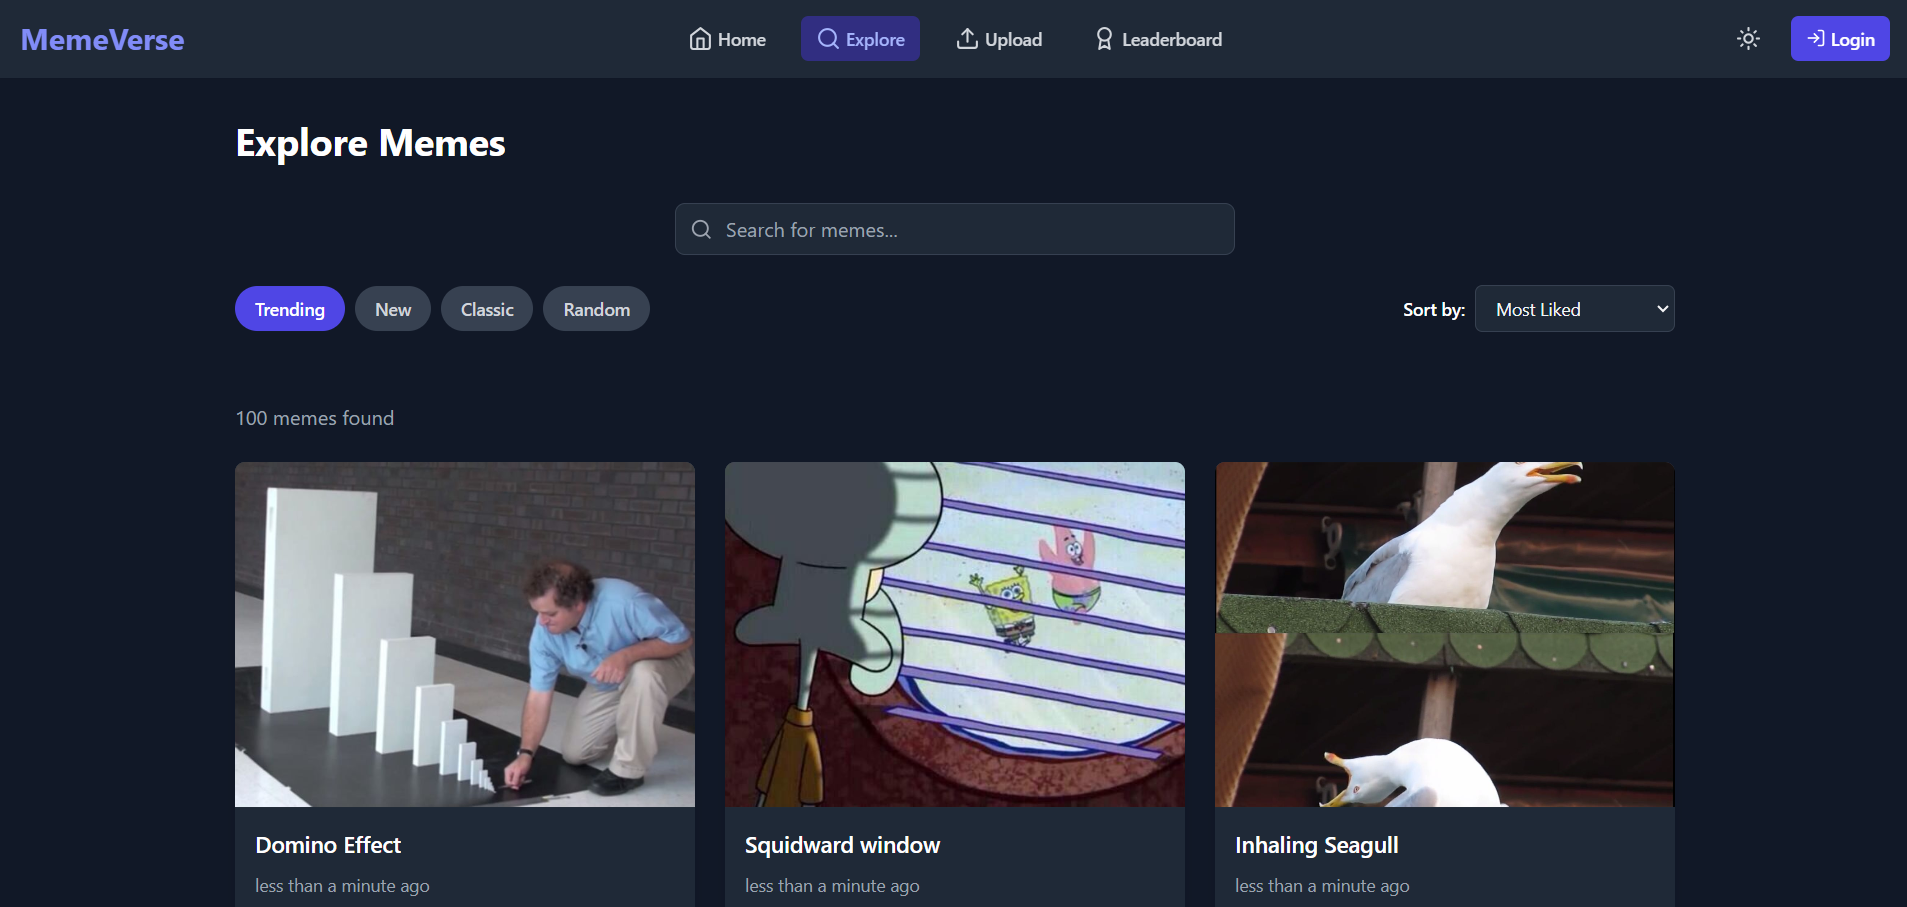 MemeVerse
Home
Explore
Upload
Leaderboard
Login
Explore Memes
Search for memes...
Trending
New
Classic
Random
Sort by:
Most Liked
100 memes found
Domino Effect
less than a minute ago
Squidward window
less than a minute ago
Inhaling Seagull
less than a minute ago